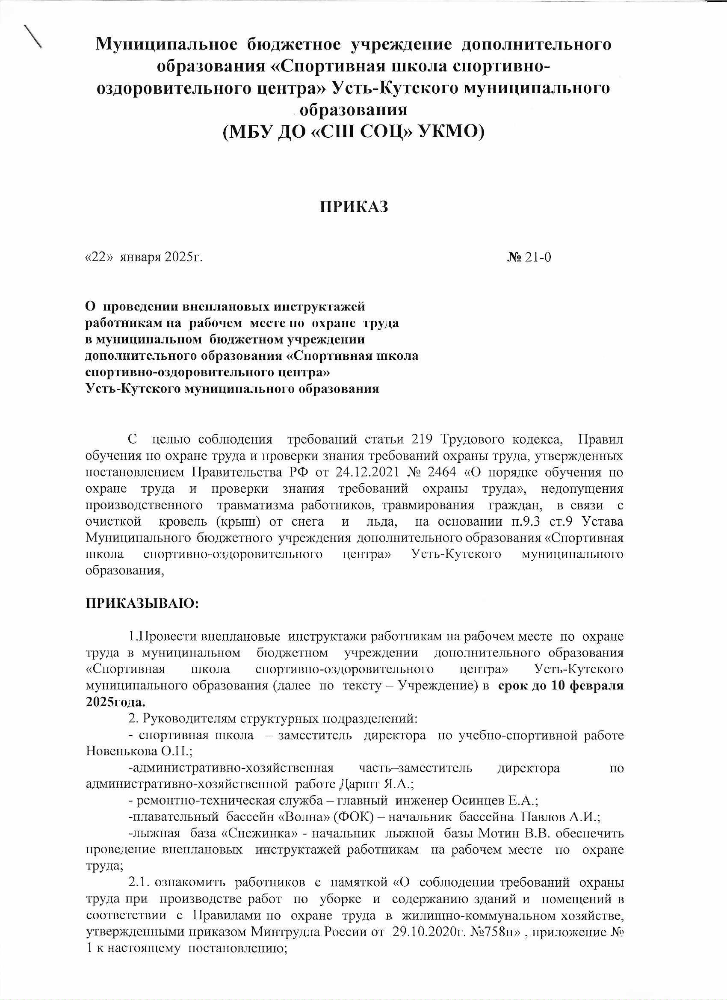 Муниципальное бюджетное учреждение дополнительного
образования «Спортивная школа спортивно-
оздоровительного центра» Усть-Кутского муниципального
образования
(МБУ ДО «СШ СОЦ» УКМО)
ПРИКАЗ
«22» января 2025г. № 21-0
О проведении внеплановых инструктажей
работникам на рабочем месте по охране труда
в муниципальном бюджетном учреждении
дополнительного образования «Спортивная школа
спортивно-оздоровительного центра»
Усть-Кутского муниципального образования
С целью соблюдения требований статьи 219 Трудового кодекса, Правил
обучения по охране труда и проверки знания требований охраны труда, утвержденных
постановлением Правительства РФ от 24.12.2021 № 2464 «О порядке обучения по
охране труда и проверки знания требований охраны труда», недопущения
производственного травматизма работников, травмирования граждан, в связи с
очисткой кровель (крыш) от снега и льда, на основании п.9.3 ст.9 Устава
Муниципального бюджетного учреждения дополнительного образования «Спортивная
школа спортивно-оздоровительного центра» Усть-Кутского муниципального
образования,
ПРИКАЗЫВАЮ:
1.Провести внеплановые инструктажи работникам на рабочем месте по охране
труда в муниципальном бюджетном учреждении дополнительного образования
«Спортивная школа спортивно-оздоровительного центра» Усть-Кутского
муниципального образования (далее по тексту – Учреждение) в срок до 10 февраля
2025года.
2. Руководителям структурных подразделений:
- спортивная школа – заместитель директора по учебно-спортивной работе
Новенькова О.П.;
-административно-хозяйственная часть–заместитель директора по
административно-хозяйственной работе Даршт Я.А.;
- ремонтно-техническая служба – главный инженер Осинцев Е.А.;
-плавательный бассейн «Волна» (ФОК) – начальник бассейна Павлов А.И.;
-лыжная база «Снежинка» - начальник лыжной базы Мотин В.В. обеспечить
проведение внеплановых инструктажей работникам на рабочем месте по охране
труда;
2.1. ознакомить работников с памяткой «О соблюдении требований охраны
труда при производстве работ по уборке и содержанию зданий и помещений в
соответствии с Правилами по охране труда в жилищно-коммунальном хозяйстве,
утвержденными приказом Минтрудла России от 29.10.2020г. №758н» , приложение №
1 к настоящему постановлению;